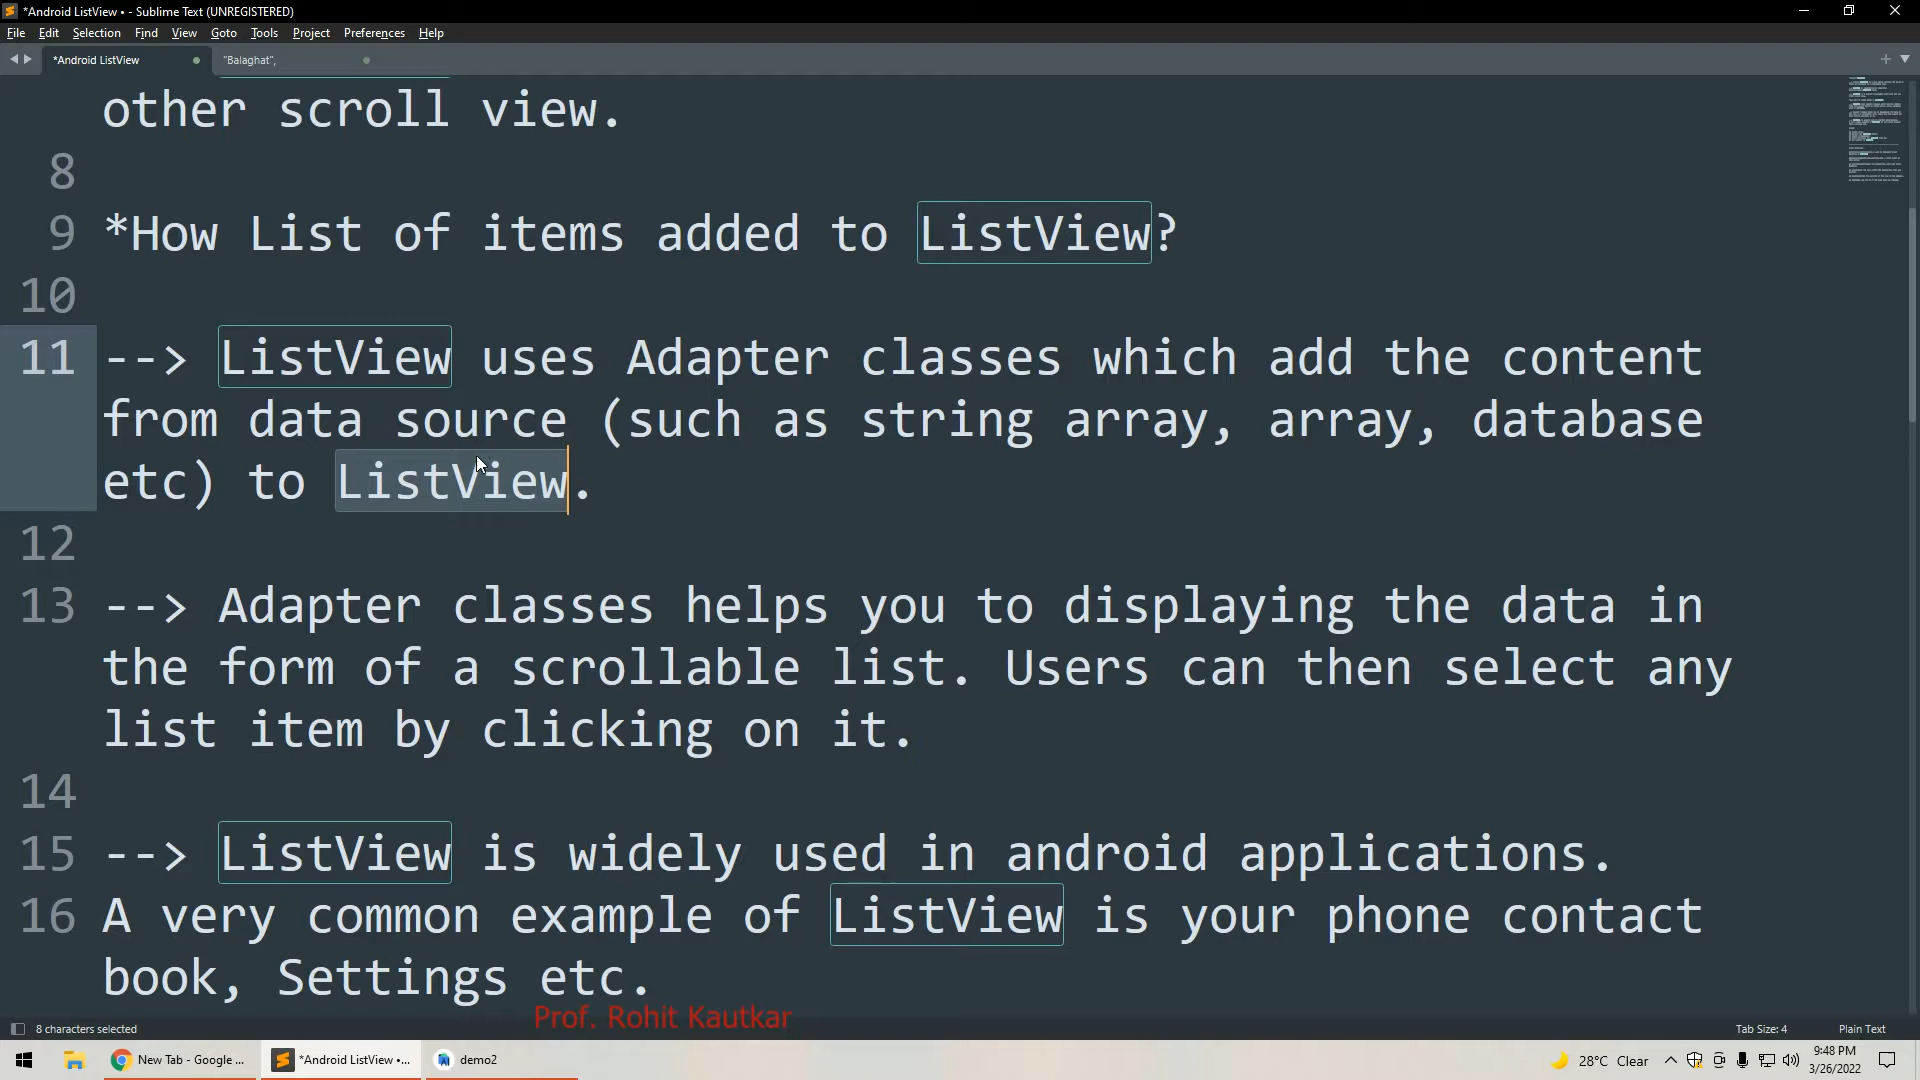 *Android ListView • - Sublime Text (UNREGISTERED)
File Edit Selection Find View Goto Tools Project Preferences Help
*Android ListView
"Balaghat",
other scroll view.
8
9 *How List of items added to ListView?
10
11 --> ListView uses Adapter classes which add the content
from data source (such as string array, array, database
etc) to ListView.
12
13 --> Adapter classes helps you to displaying the data in
the form of a scrollable list. Users can then select any
list item by clicking on it.
14
15 --> ListView is widely used in android applications.
16 A very common example of ListView is your phone contact
book, Settings etc.
Prof. Rohit Kautkar
8 characters selected
Tab Size: 4
Plain Text
New Tab - Google ...
*Android ListView •...
demo2
28°C Clear
9:48 PM
3/26/2022